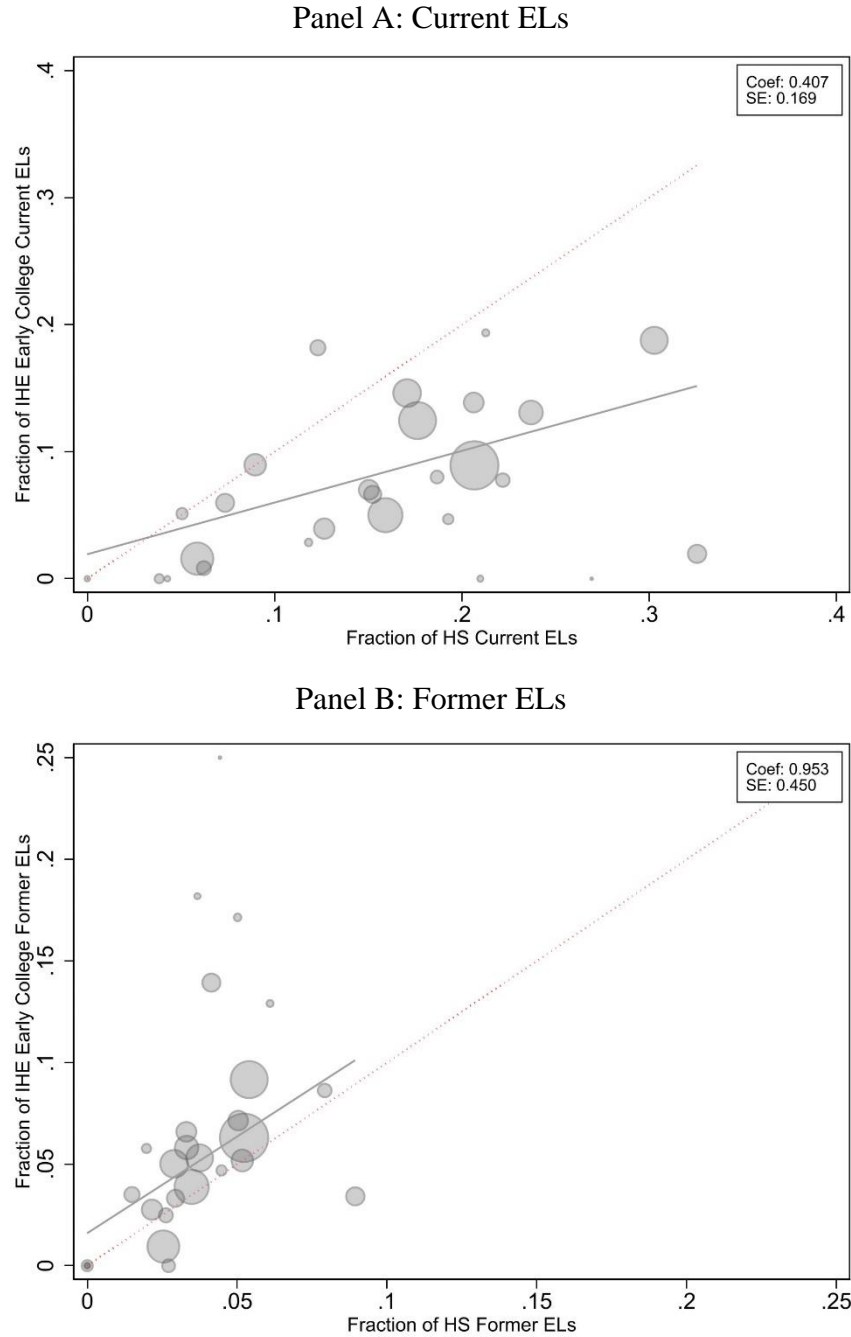 Panel A: Current ELs
Coef: 0.407
SE: 0.169
Fraction of IHE Early College Current ELs
.4
.3
.2
.1
0
0 .1 .2 .3 .4
Fraction of HS Current ELs
Panel B: Former ELs
Coef: 0.953
SE: 0.450
Fraction of IHE Early College Former ELs
.25
.2
.15
.1
.05
0
0 .05 .1 .15 .2 .25
Fraction of HS Former ELs